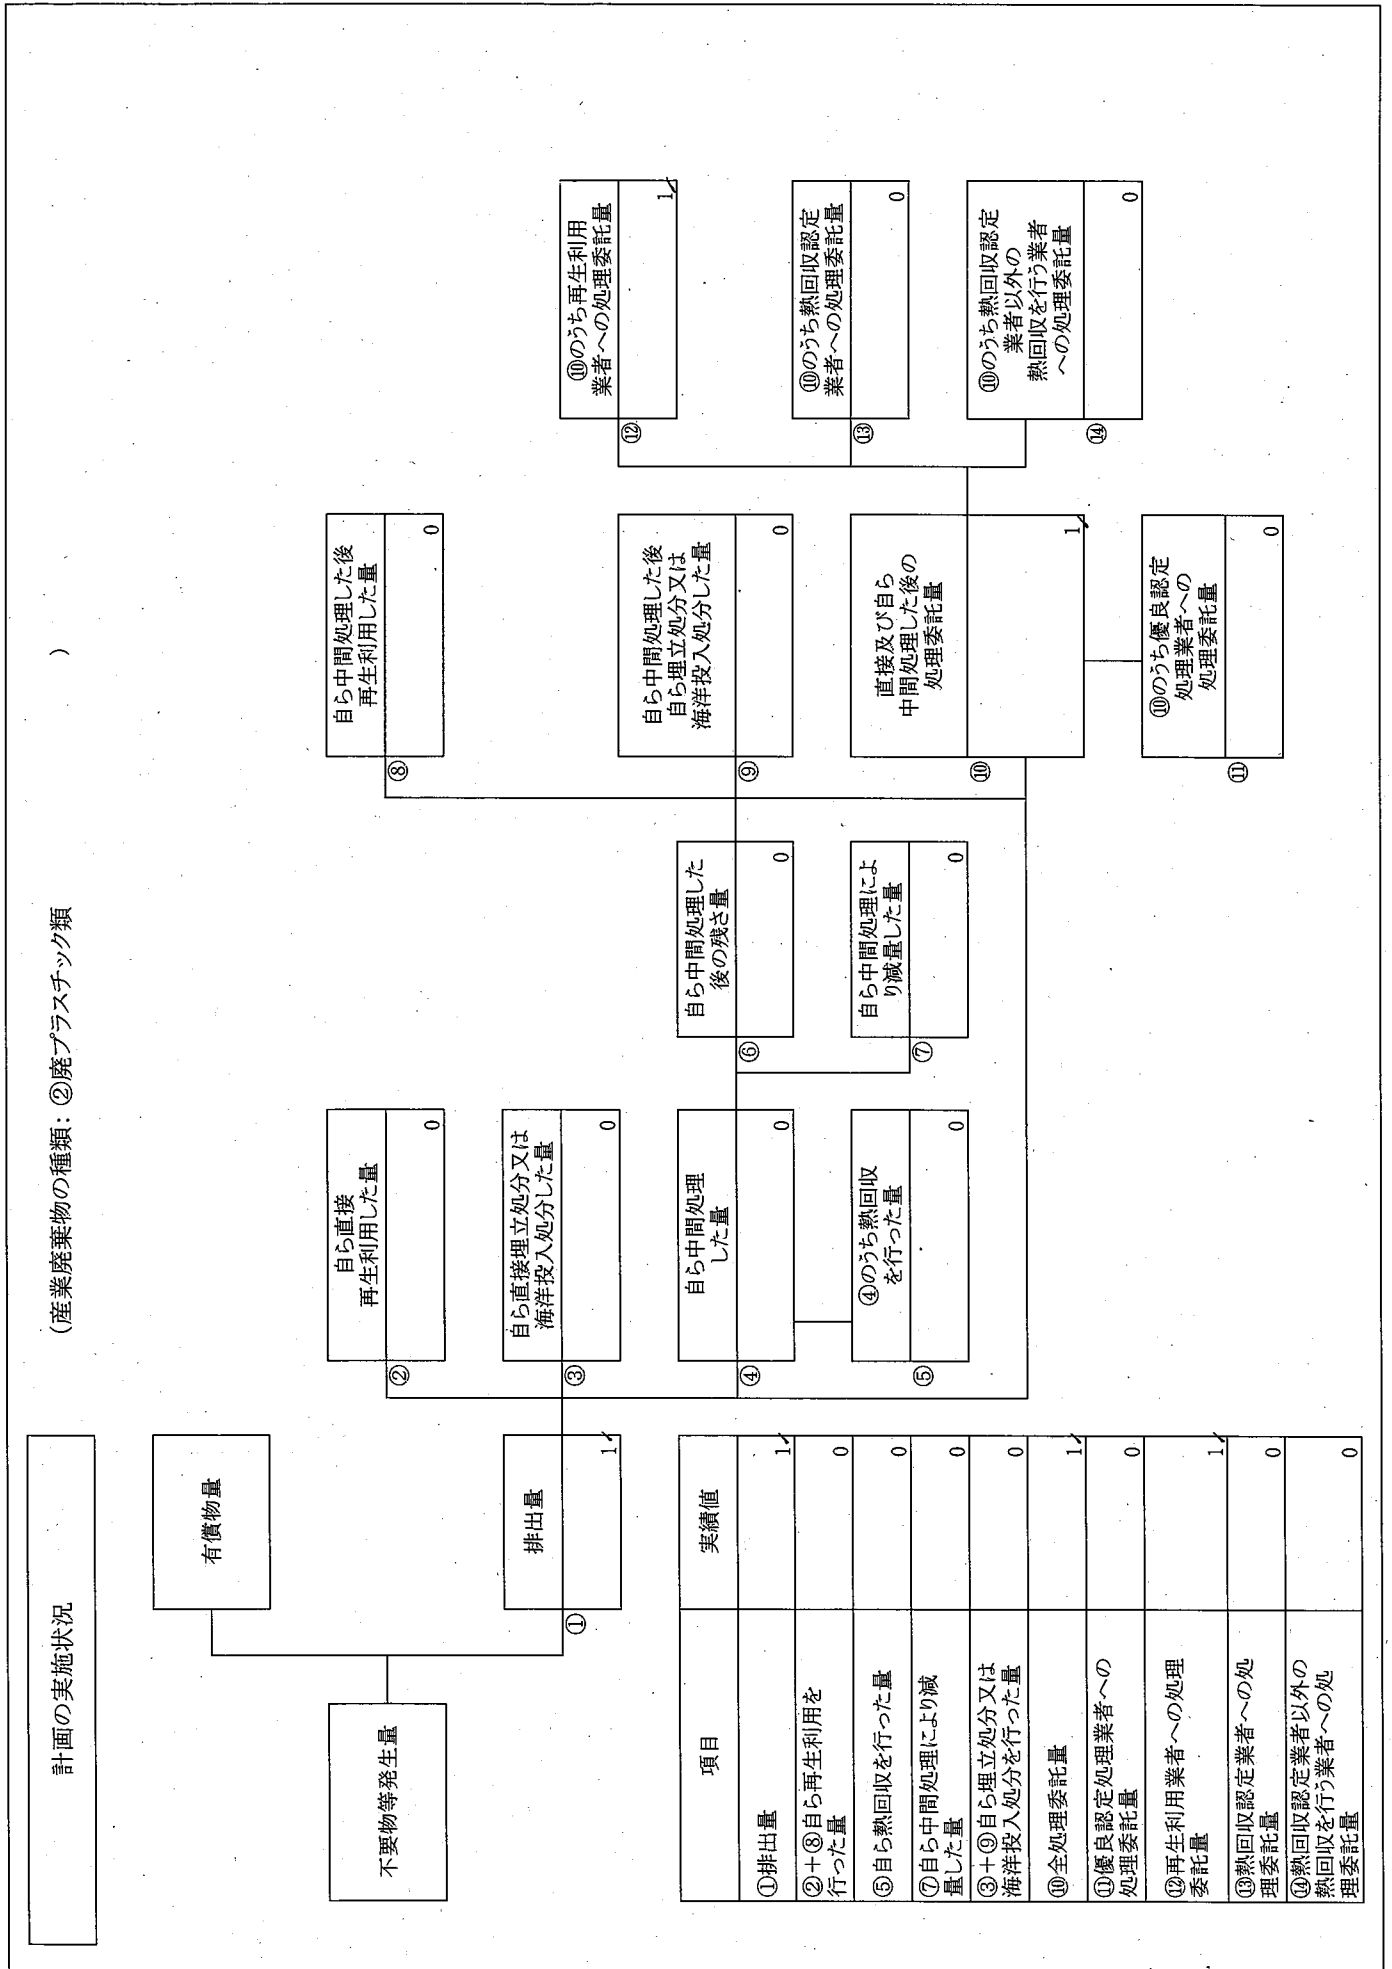 計画の実施状況
（産業廃棄物の種類：②廃プラスチック類　　　　）
不要物等発生量
有償物量
①
排出量
1
②
自ら直接
再生利用した量
0
③
自ら直接埋立処分又は
海洋投入処分した量
0
④
自ら中間処理
した量
0
⑤
④のうち熱回収
を行った量
0
⑥
自ら中間処理した
後の残さ量
0
⑦
自ら中間処理によ
り減量した量
0
⑧
自ら中間処理した後
再生利用した量
0
⑨
自ら中間処理した後
自ら埋立処分又は
海洋投入処分した量
0
⑩
直接及び自ら
中間処理した後の
処理委託量
1
⑪
⑩のうち優良認定
処理業者への
処理委託量
0
⑫
⑩のうち再生利用
業者への処理委託量
1
⑬
⑩のうち熱回収認定
業者への処理委託量
0
⑭
⑩のうち熱回収認定
業者以外の
熱回収を行う業者
への処理委託量
0
項目　実績値
①排出量　1
②＋⑧自ら再生利用を
行った量　0
⑤自ら熱回収を行った量　0
⑦自ら中間処理により減
量した量　0
③＋⑨自ら埋立処分又は
海洋投入処分を行った量　0
⑩全処理委託量　1
⑪優良認定処理業者への
処理委託量　0
⑫再生利用業者への処理
委託量　1
⑬熱回収認定業者への処
理委託量　0
⑭熱回収認定業者以外の
熱回収を行う業者への処
理委託量　0